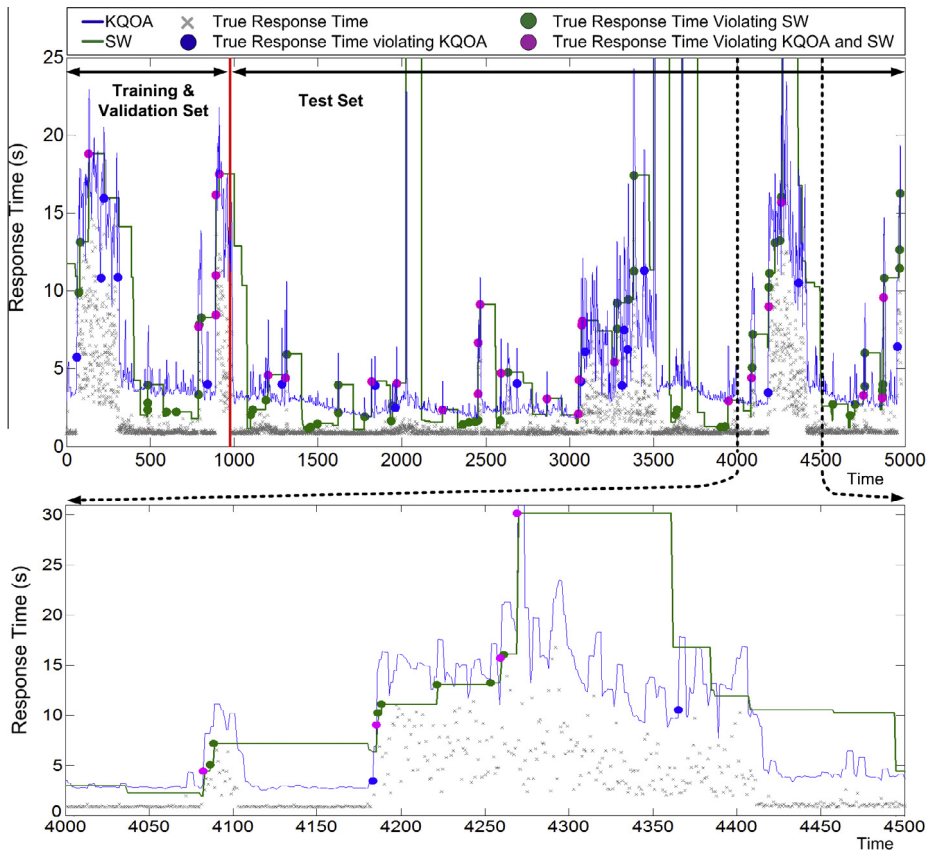 KQOA
True Response Time
True Response Time Violating SW
SW
True Response Time violating KQOA
True Response Time Violating KQOA and SW
Response Time (s)
25
20
15
10
5
0
Training &
Validation Set
Test Set
0
500
1000
1500
2000
2500
3000
3500
4000
4500
5000
Time
Response Time (s)
30
25
20
15
10
5
0
4000
4050
4100
4150
4200
4250
4300
4350
4400
4450
4500
Time